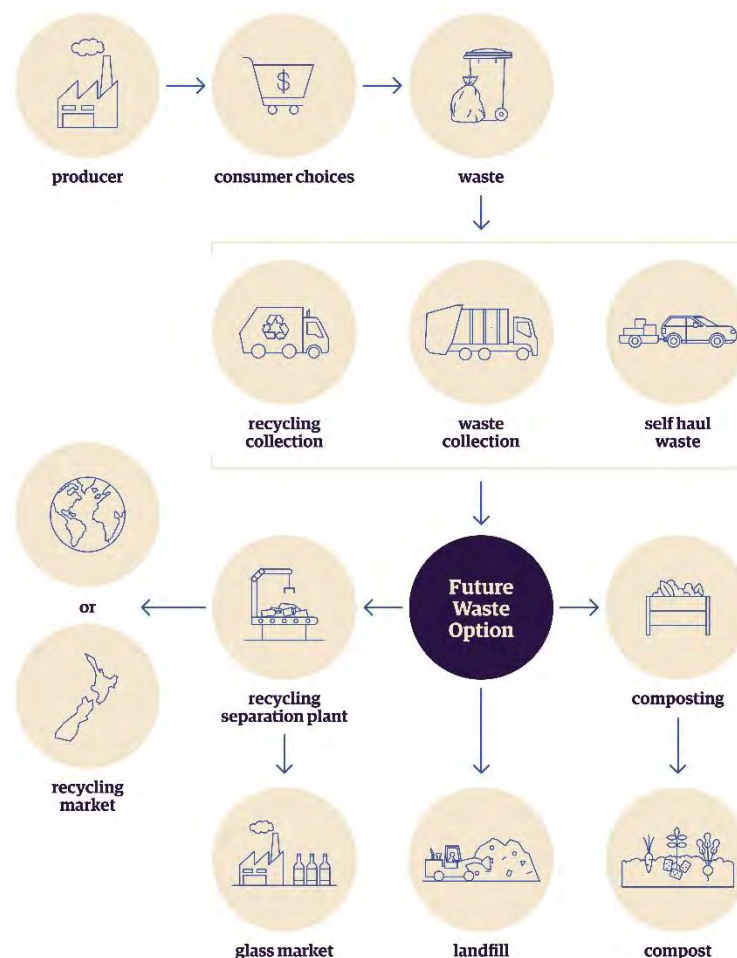 $
producer
consumer choices
waste
recycling
collection
waste
collection
self haul
waste
or
Future
Waste
Option
recycling
separation plant
composting
recycling
market
glass market
landfill
compost